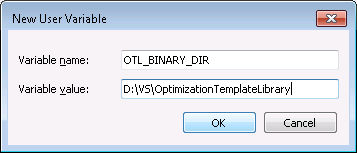 New User Variable
Variable name: OTL_BINARY_DIR
Variable value: D:\VS\OptimizationTemplateLibrary
OK Cancel